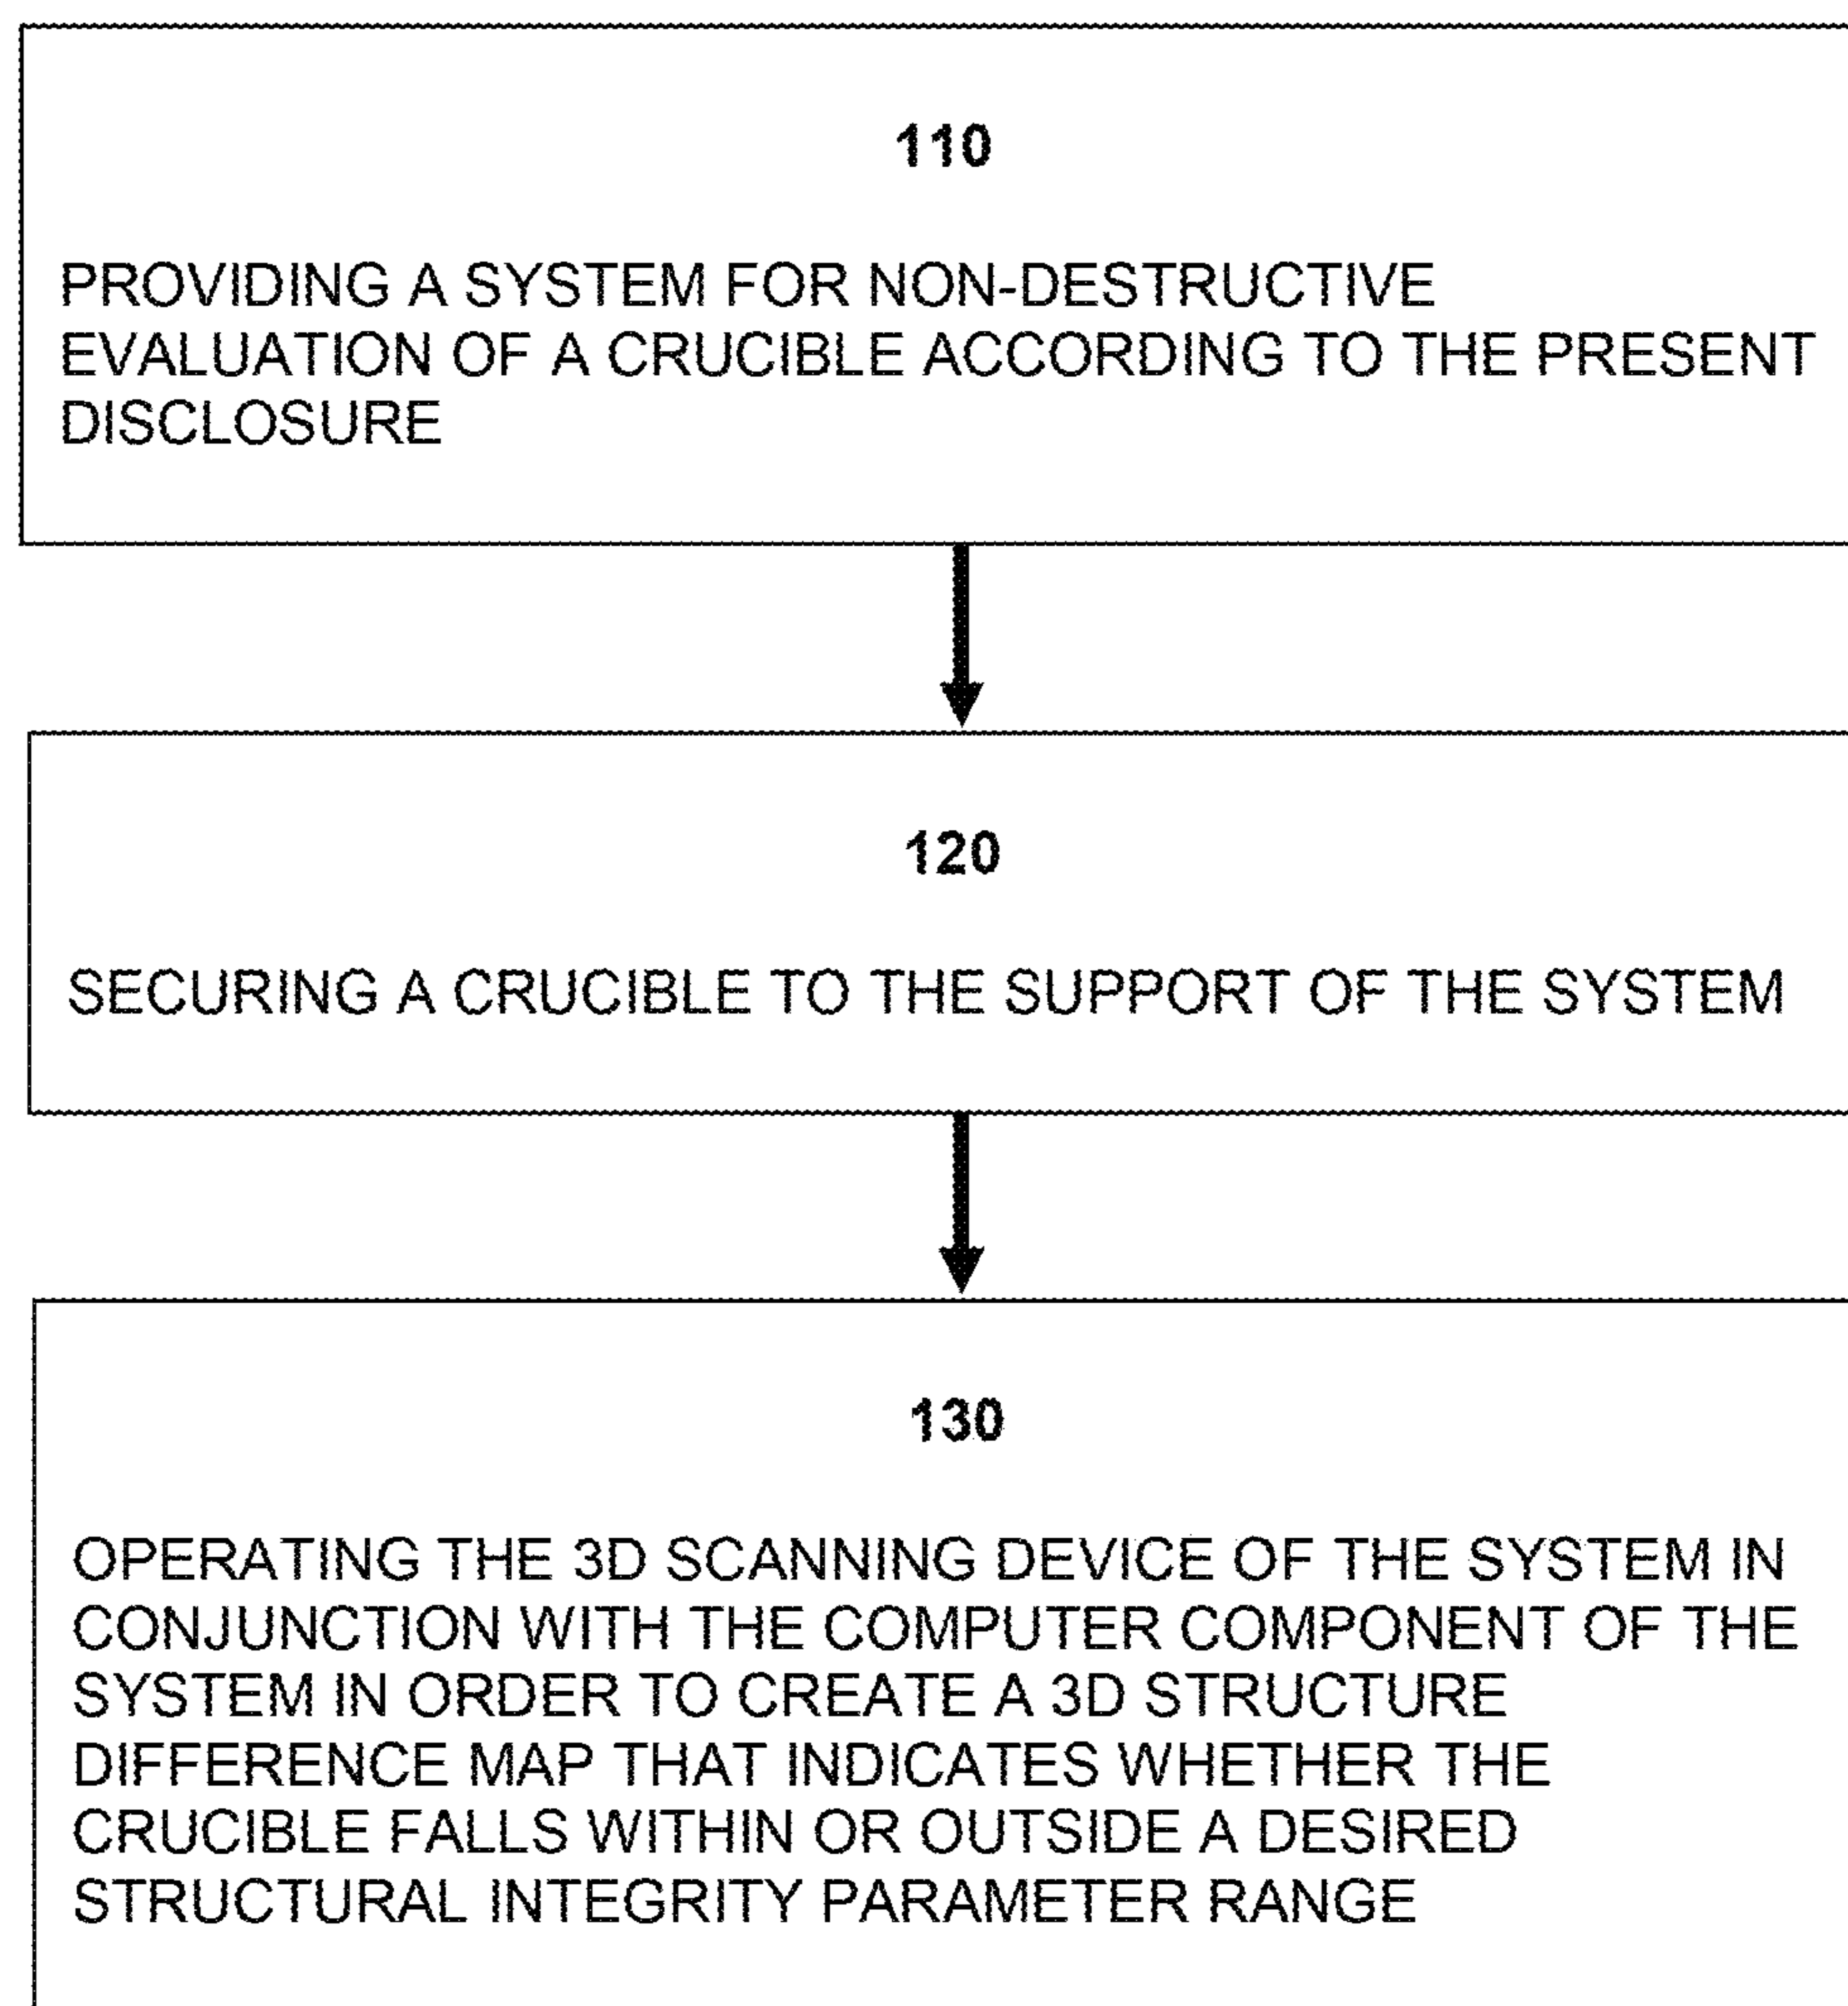 110
PROVIDING A SYSTEM FOR NON-DESTRUCTIVE
EVALUATION OF A CRUCIBLE ACCORDING TO THE PRESENT
DISCLOSURE
120
SECURING A CRUCIBLE TO THE SUPPORT OF THE SYSTEM
130
OPERATING THE 3D SCANNING DEVICE OF THE SYSTEM IN
CONJUNCTION WITH THE COMPUTER COMPONENT OF THE
SYSTEM IN ORDER TO CREATE A 3D STRUCTURE
DIFFERENCE MAP THAT INDICATES WHETHER THE
CRUCIBLE FALLS WITHIN OR OUTSIDE A DESIRED
STRUCTURAL INTEGRITY PARAMETER RANGE